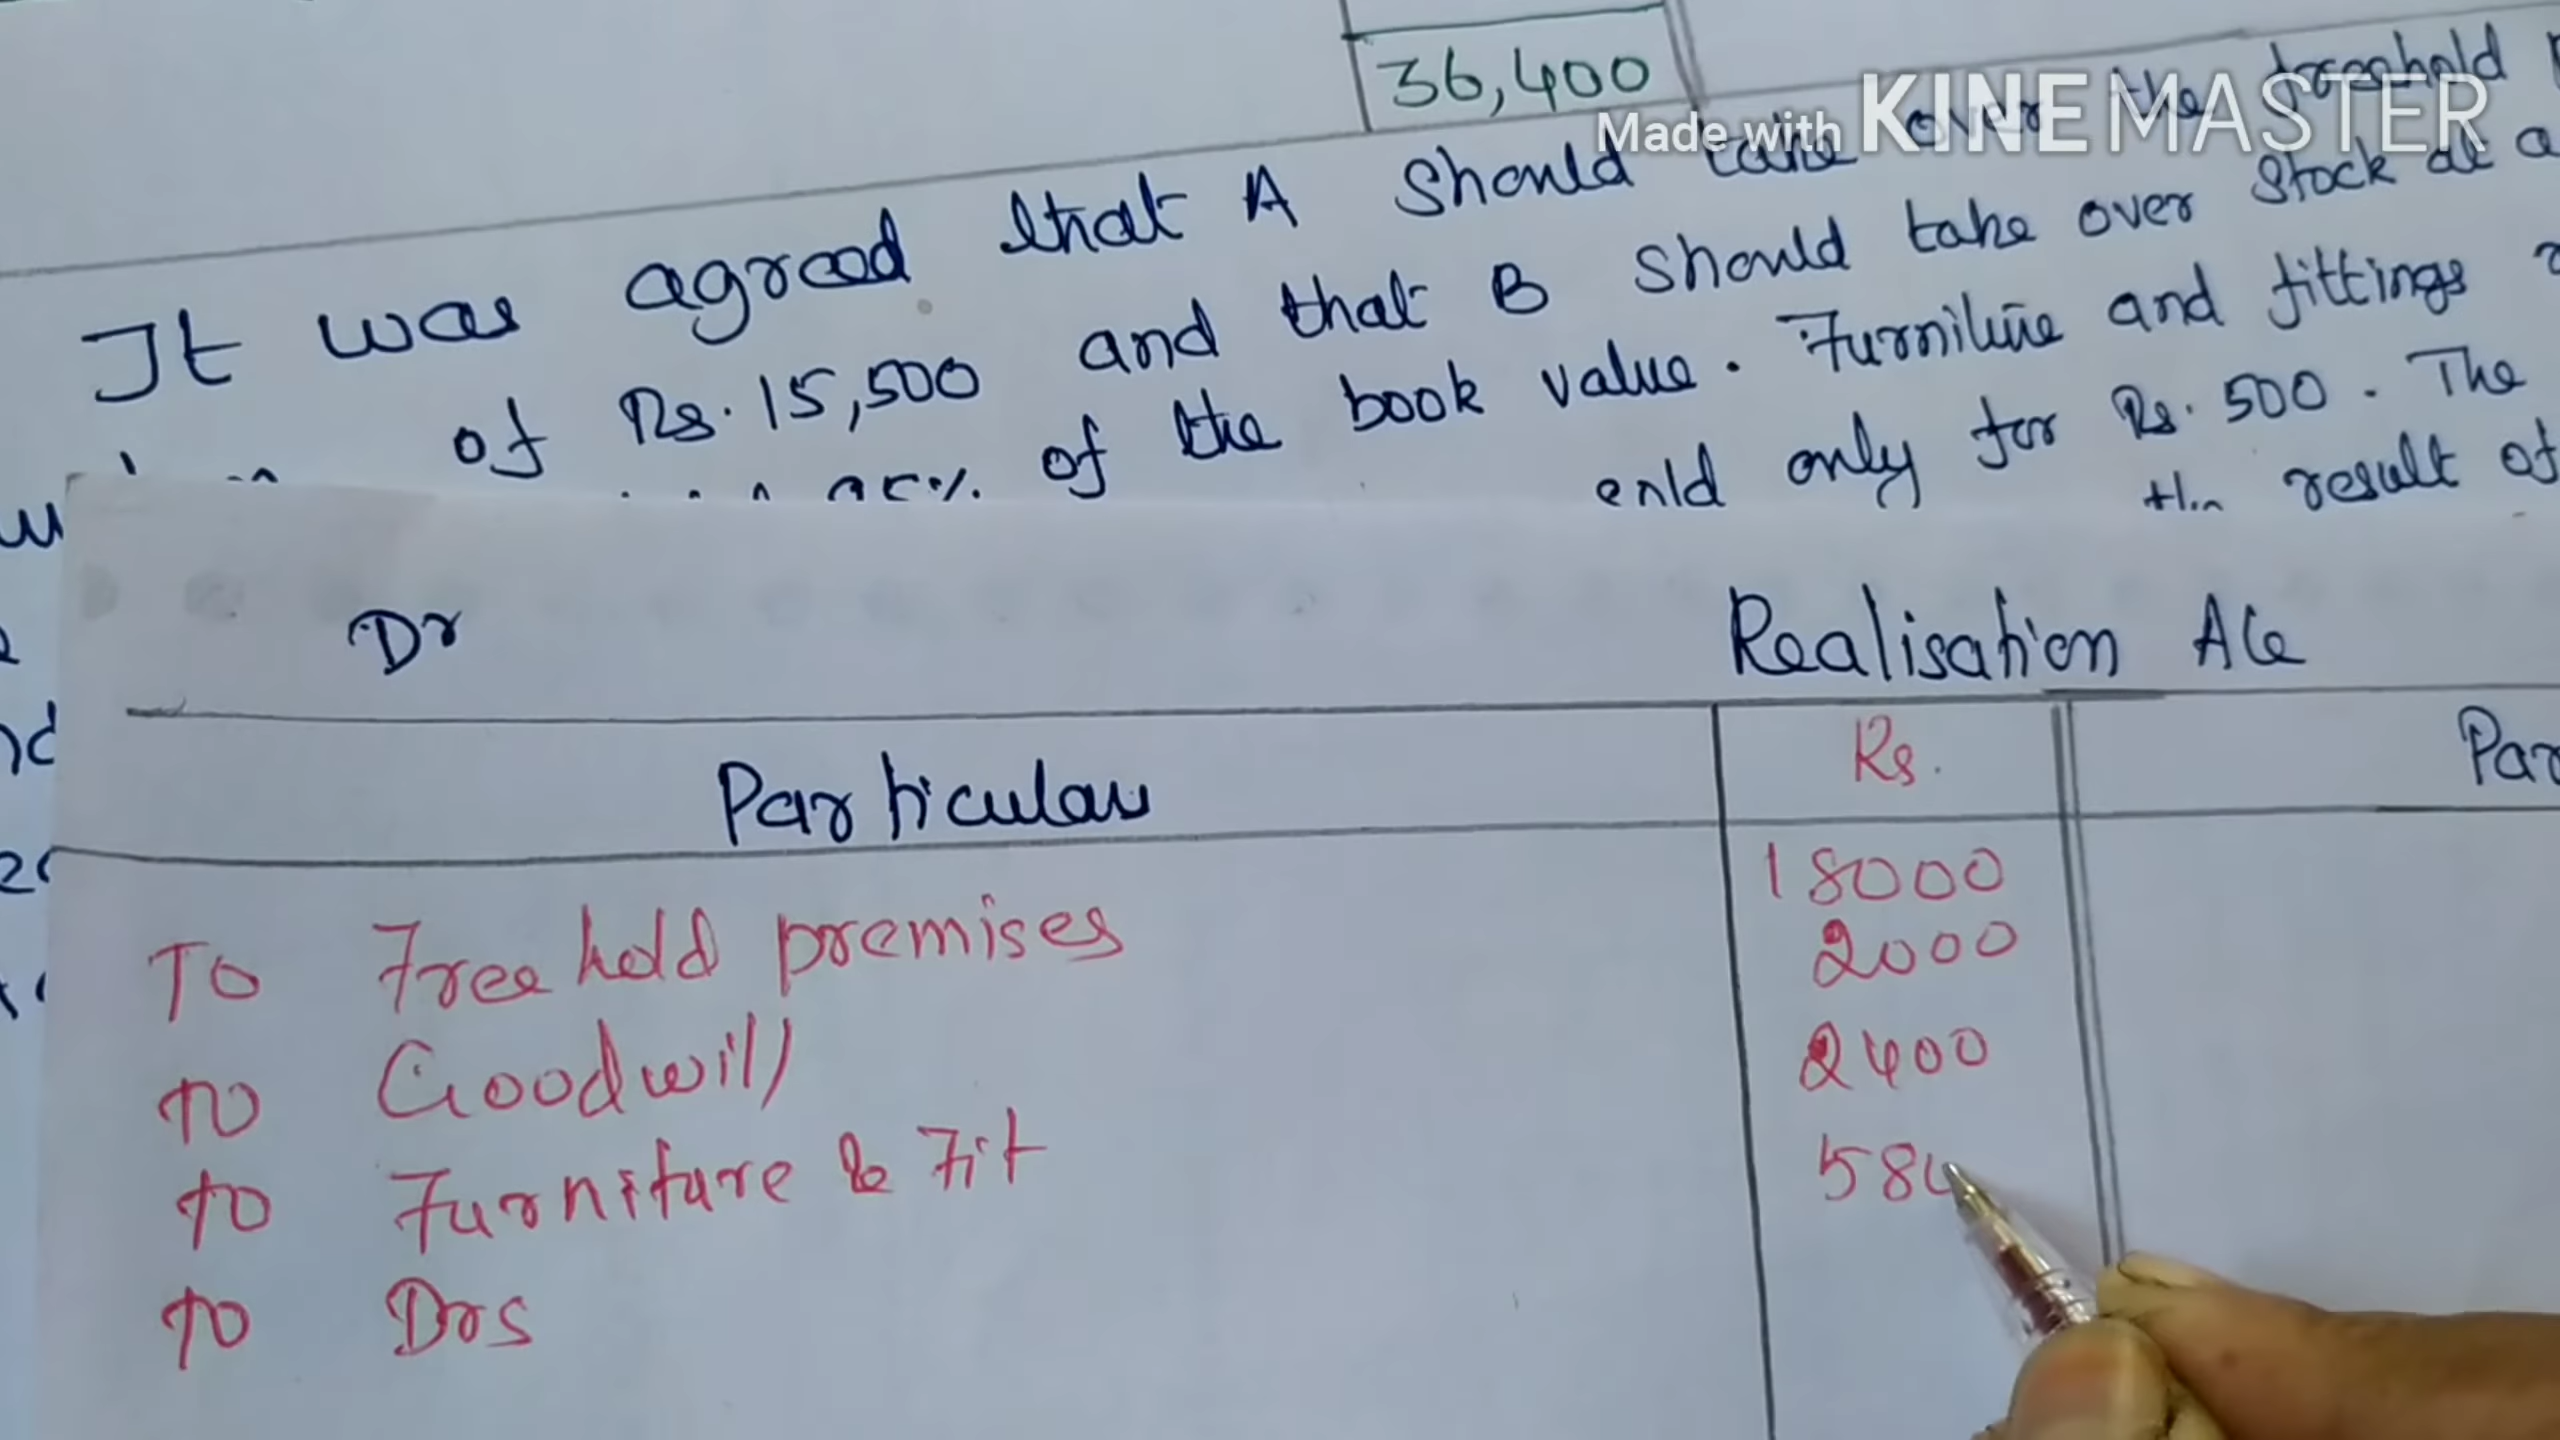 36,400
Made with KINEMASTER
It was agreed that A should take over the freehold
of Rs. 15,500 and that B should take over stock at a
of the book value. Furniture and fittings
only for Rs. 500. The
result of
Dr Realisation A/c
Particulars Rs. Par
To Freehold premises 18000
To Goodwill 2000
To Furniture & Fit 2400
To Drs 58